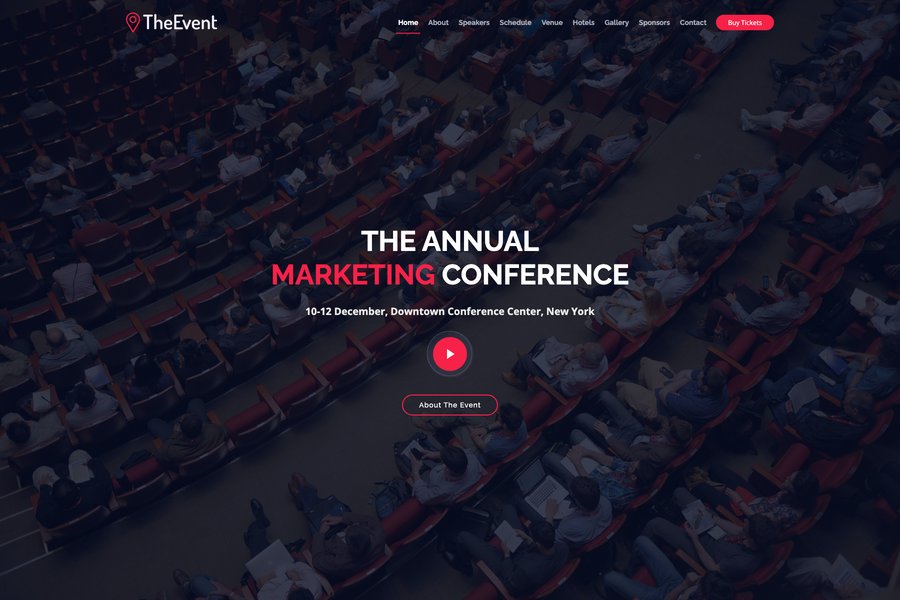 TheEvent
Home About Speakers Schedule Venue Hotels Gallery Sponsors Contact Buy Tickets
THE ANNUAL
MARKETING CONFERENCE
10-12 December, Downtown Conference Center, New York
About The Event